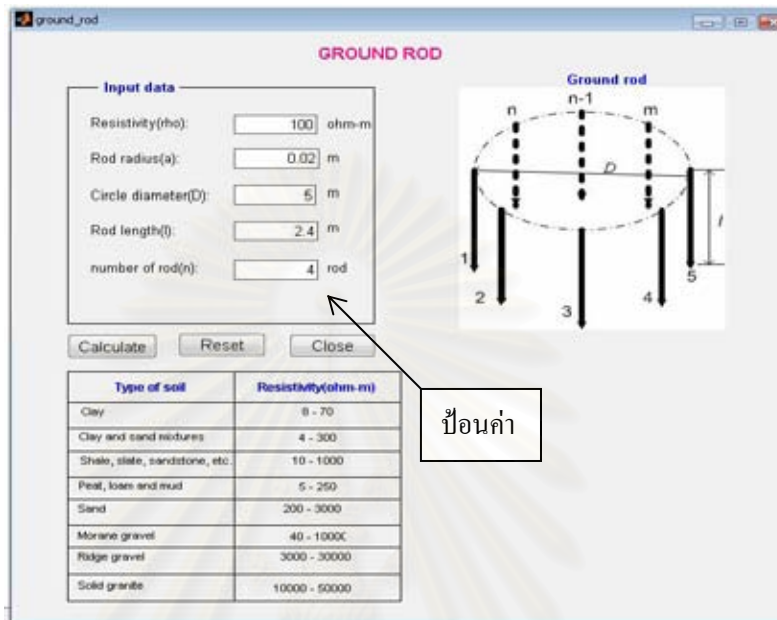 ground_rod
GROUND ROD
Input data
Resistivity(rho): 100 ohm-m
Rod radius(a): 0.02 m
Circle diameter(D): 5 m
Rod length(l): 2.4 m
number of rod(n): 4 rod
Calculate Reset Close
Ground rod
n n-1 m
D
l
1 2 3 4 5
ป้อนค่า
Type of soil Resistivity(ohm-m)
Clay 8 - 70
Clay and sand mixtures 4 - 300
Shale, slate, sandstone, etc. 10 - 1000
Peat, loam and mud 5 - 250
Sand 200 - 3000
Morane gravel 40 - 1000
Ridge gravel 3000 - 30000
Solid granite 10000 - 50000